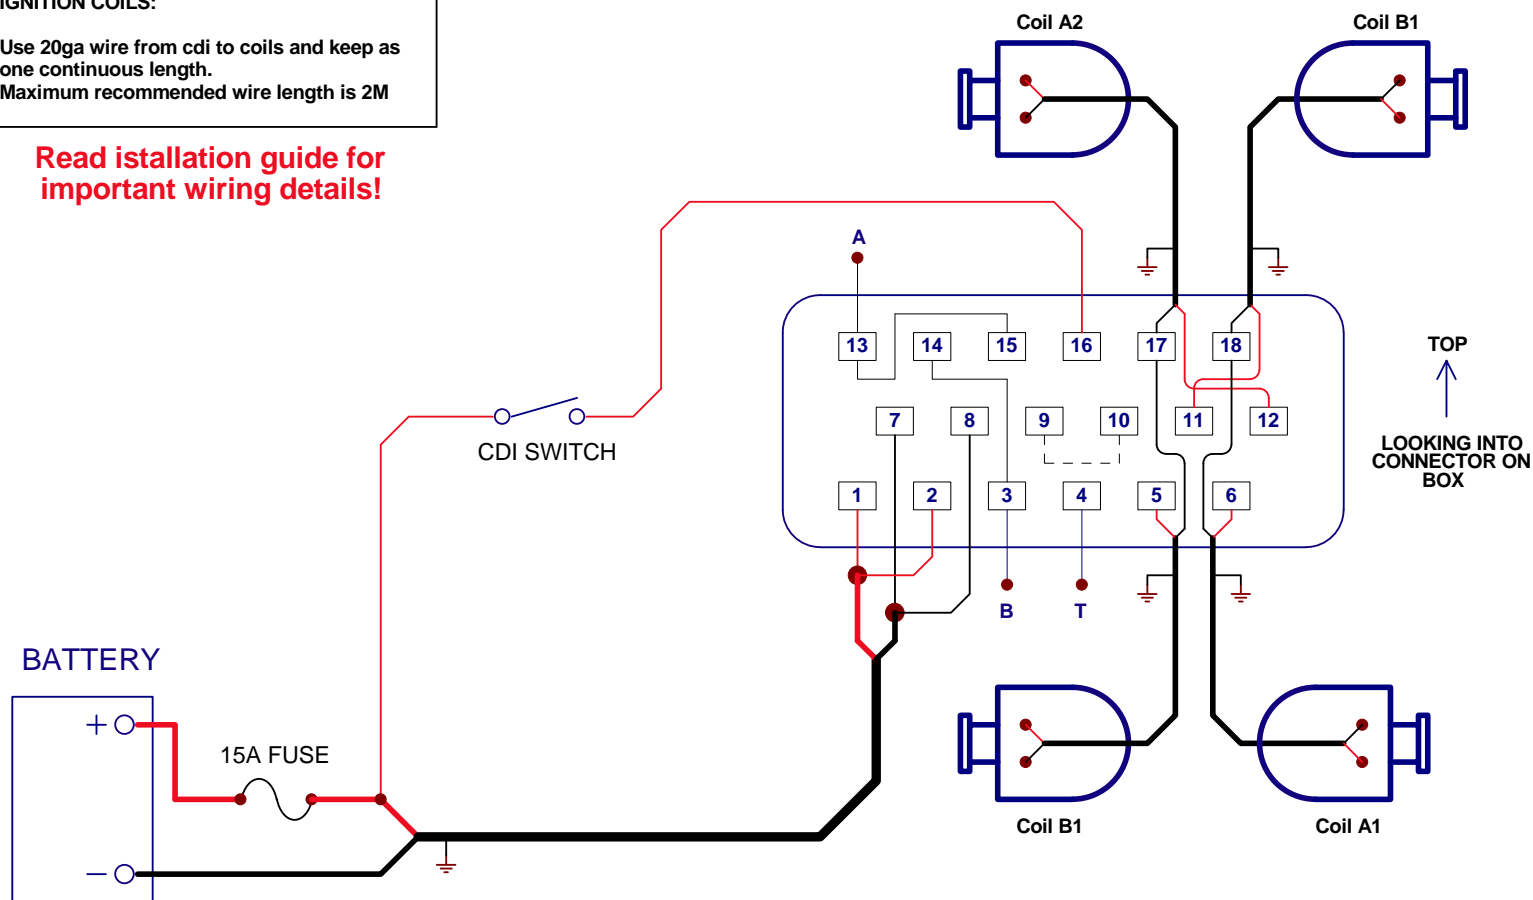 IGNITION COILS:
Use 20ga wire from cdi to coils and keep as
one continuous length.
Maximum recommended wire length is 2M
Read istallation guide for
important wiring details!
Coil A2
Coil B1
A
13
14
15
16
17
18
TOP
7
8
9
10
11
12
CDI SWITCH
LOOKING INTO
CONNECTOR ON
BOX
1
2
3
4
5
6
B
T
BATTERY
+
15A FUSE
−
Coil B1
Coil A1